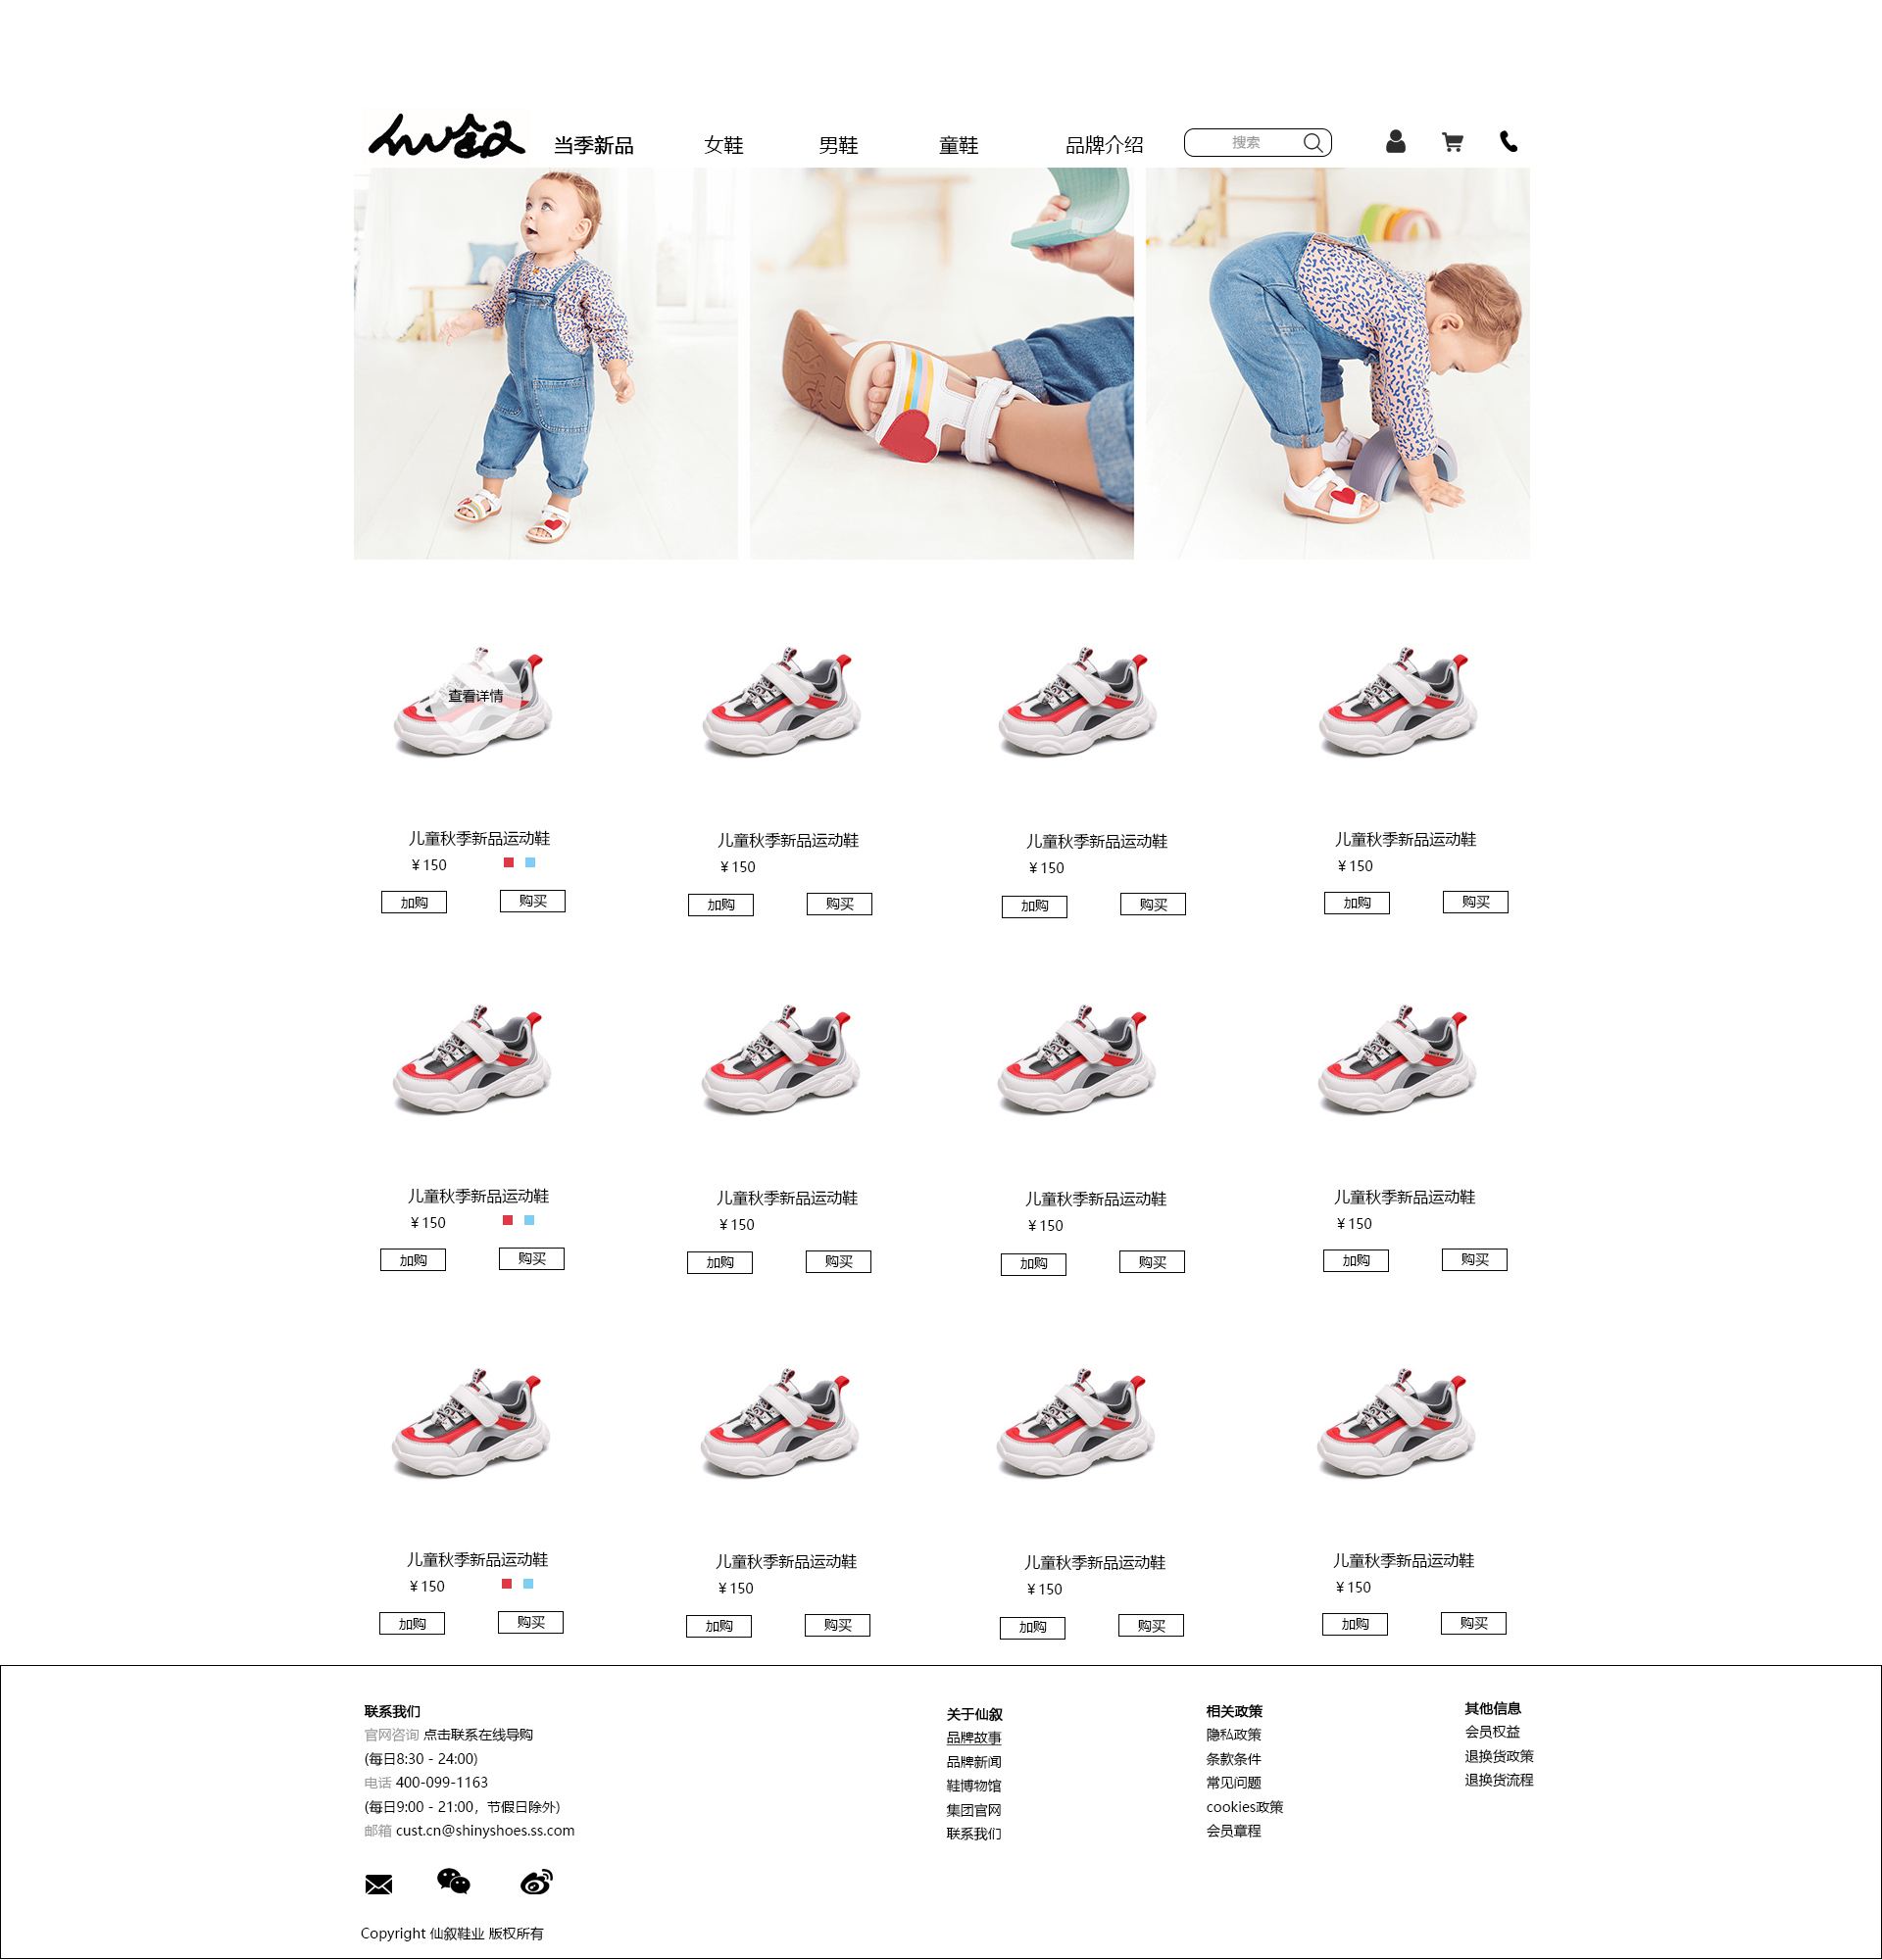 仙叙
当季新品 女鞋 男鞋 童鞋 品牌介绍 搜索
查看详情
儿童秋季新品运动鞋 儿童秋季新品运动鞋 儿童秋季新品运动鞋 儿童秋季新品运动鞋
¥150 ¥150 ¥150 ¥150
加购 购买 加购 购买 加购 购买 加购 购买
儿童秋季新品运动鞋 儿童秋季新品运动鞋 儿童秋季新品运动鞋 儿童秋季新品运动鞋
¥150 ¥150 ¥150 ¥150
加购 购买 加购 购买 加购 购买 加购 购买
儿童秋季新品运动鞋 儿童秋季新品运动鞋 儿童秋季新品运动鞋 儿童秋季新品运动鞋
¥150 ¥150 ¥150 ¥150
加购 购买 加购 购买 加购 购买 加购 购买
联系我们
官网咨询 点击联系在线导购
(每日8:30 - 24:00)
电话 400-099-1163
(每日9:00 - 21:00，节假日除外)
邮箱 cust.cn@shinyshoes.ss.com
关于仙叙
品牌故事
品牌新闻
鞋博物馆
集团官网
联系我们
相关政策
隐私政策
条款条件
常见问题
cookies政策
会员章程
其他信息
会员权益
退换货政策
退换货流程
Copyright 仙叙鞋业 版权所有